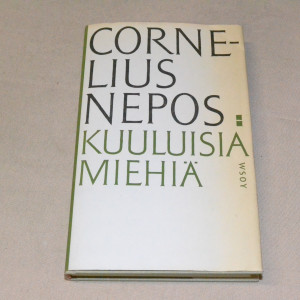 CORNE-
LIUS
NEPOS:
KUULUISIA
MIEHIÄ
WSOY